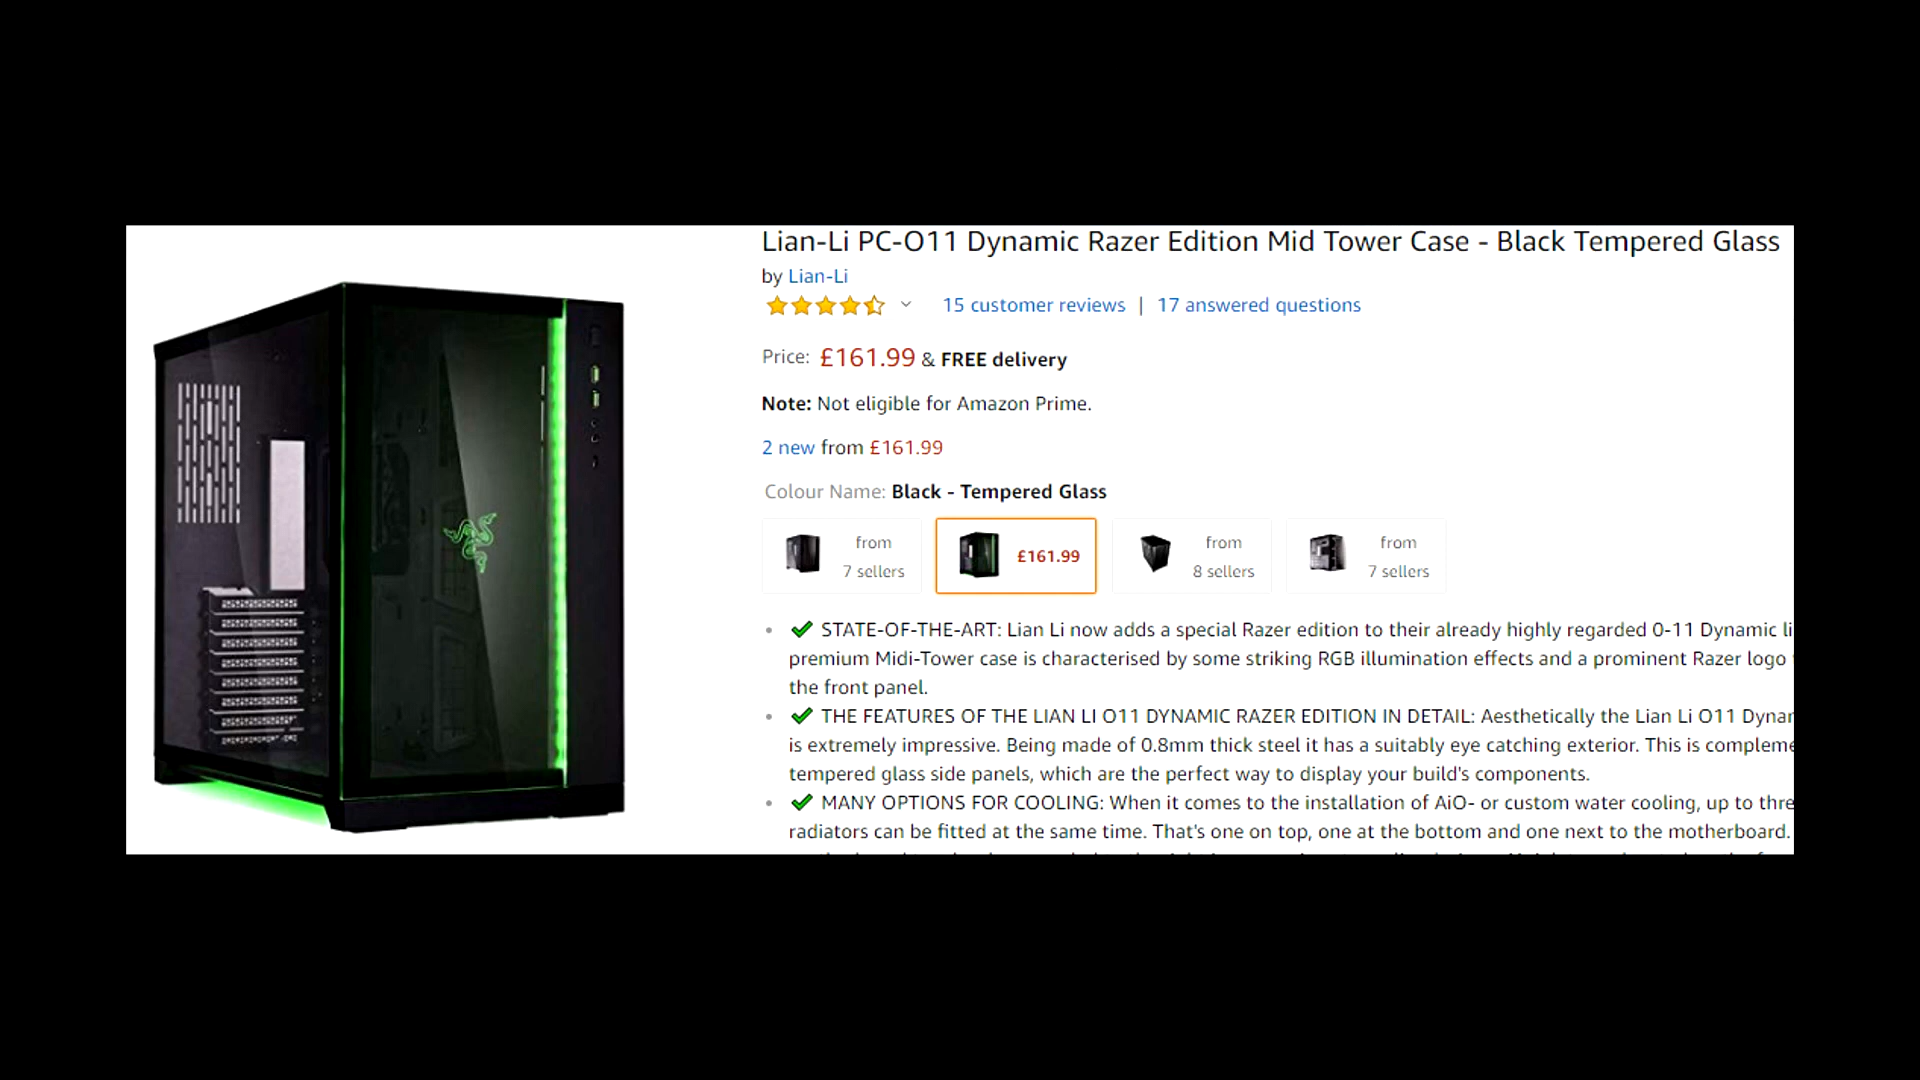 Lian-Li PC-O11 Dynamic Razer Edition Mid Tower Case - Black Tempered Glass
by Lian-Li
15 customer reviews | 17 answered questions
Price: £161.99 & FREE delivery
Note: Not eligible for Amazon Prime.
2 new from £161.99
Colour Name: Black - Tempered Glass
from
7 sellers
£161.99
from
8 sellers
from
7 sellers
STATE-OF-THE-ART: Lian Li now adds a special Razer edition to their already highly regarded 0-11 Dynamic li
premium Midi-Tower case is characterised by some striking RGB illumination effects and a prominent Razer logo
the front panel.
THE FEATURES OF THE LIAN LI O11 DYNAMIC RAZER EDITION IN DETAIL: Aesthetically the Lian Li O11 Dynar
is extremely impressive. Being made of 0.8mm thick steel it has a suitably eye catching exterior. This is compleme
tempered glass side panels, which are the perfect way to display your build's components.
MANY OPTIONS FOR COOLING: When it comes to the installation of AiO- or custom water cooling, up to thre
radiators can be fitted at the same time. That's one on top, one at the bottom and one next to the motherboard.